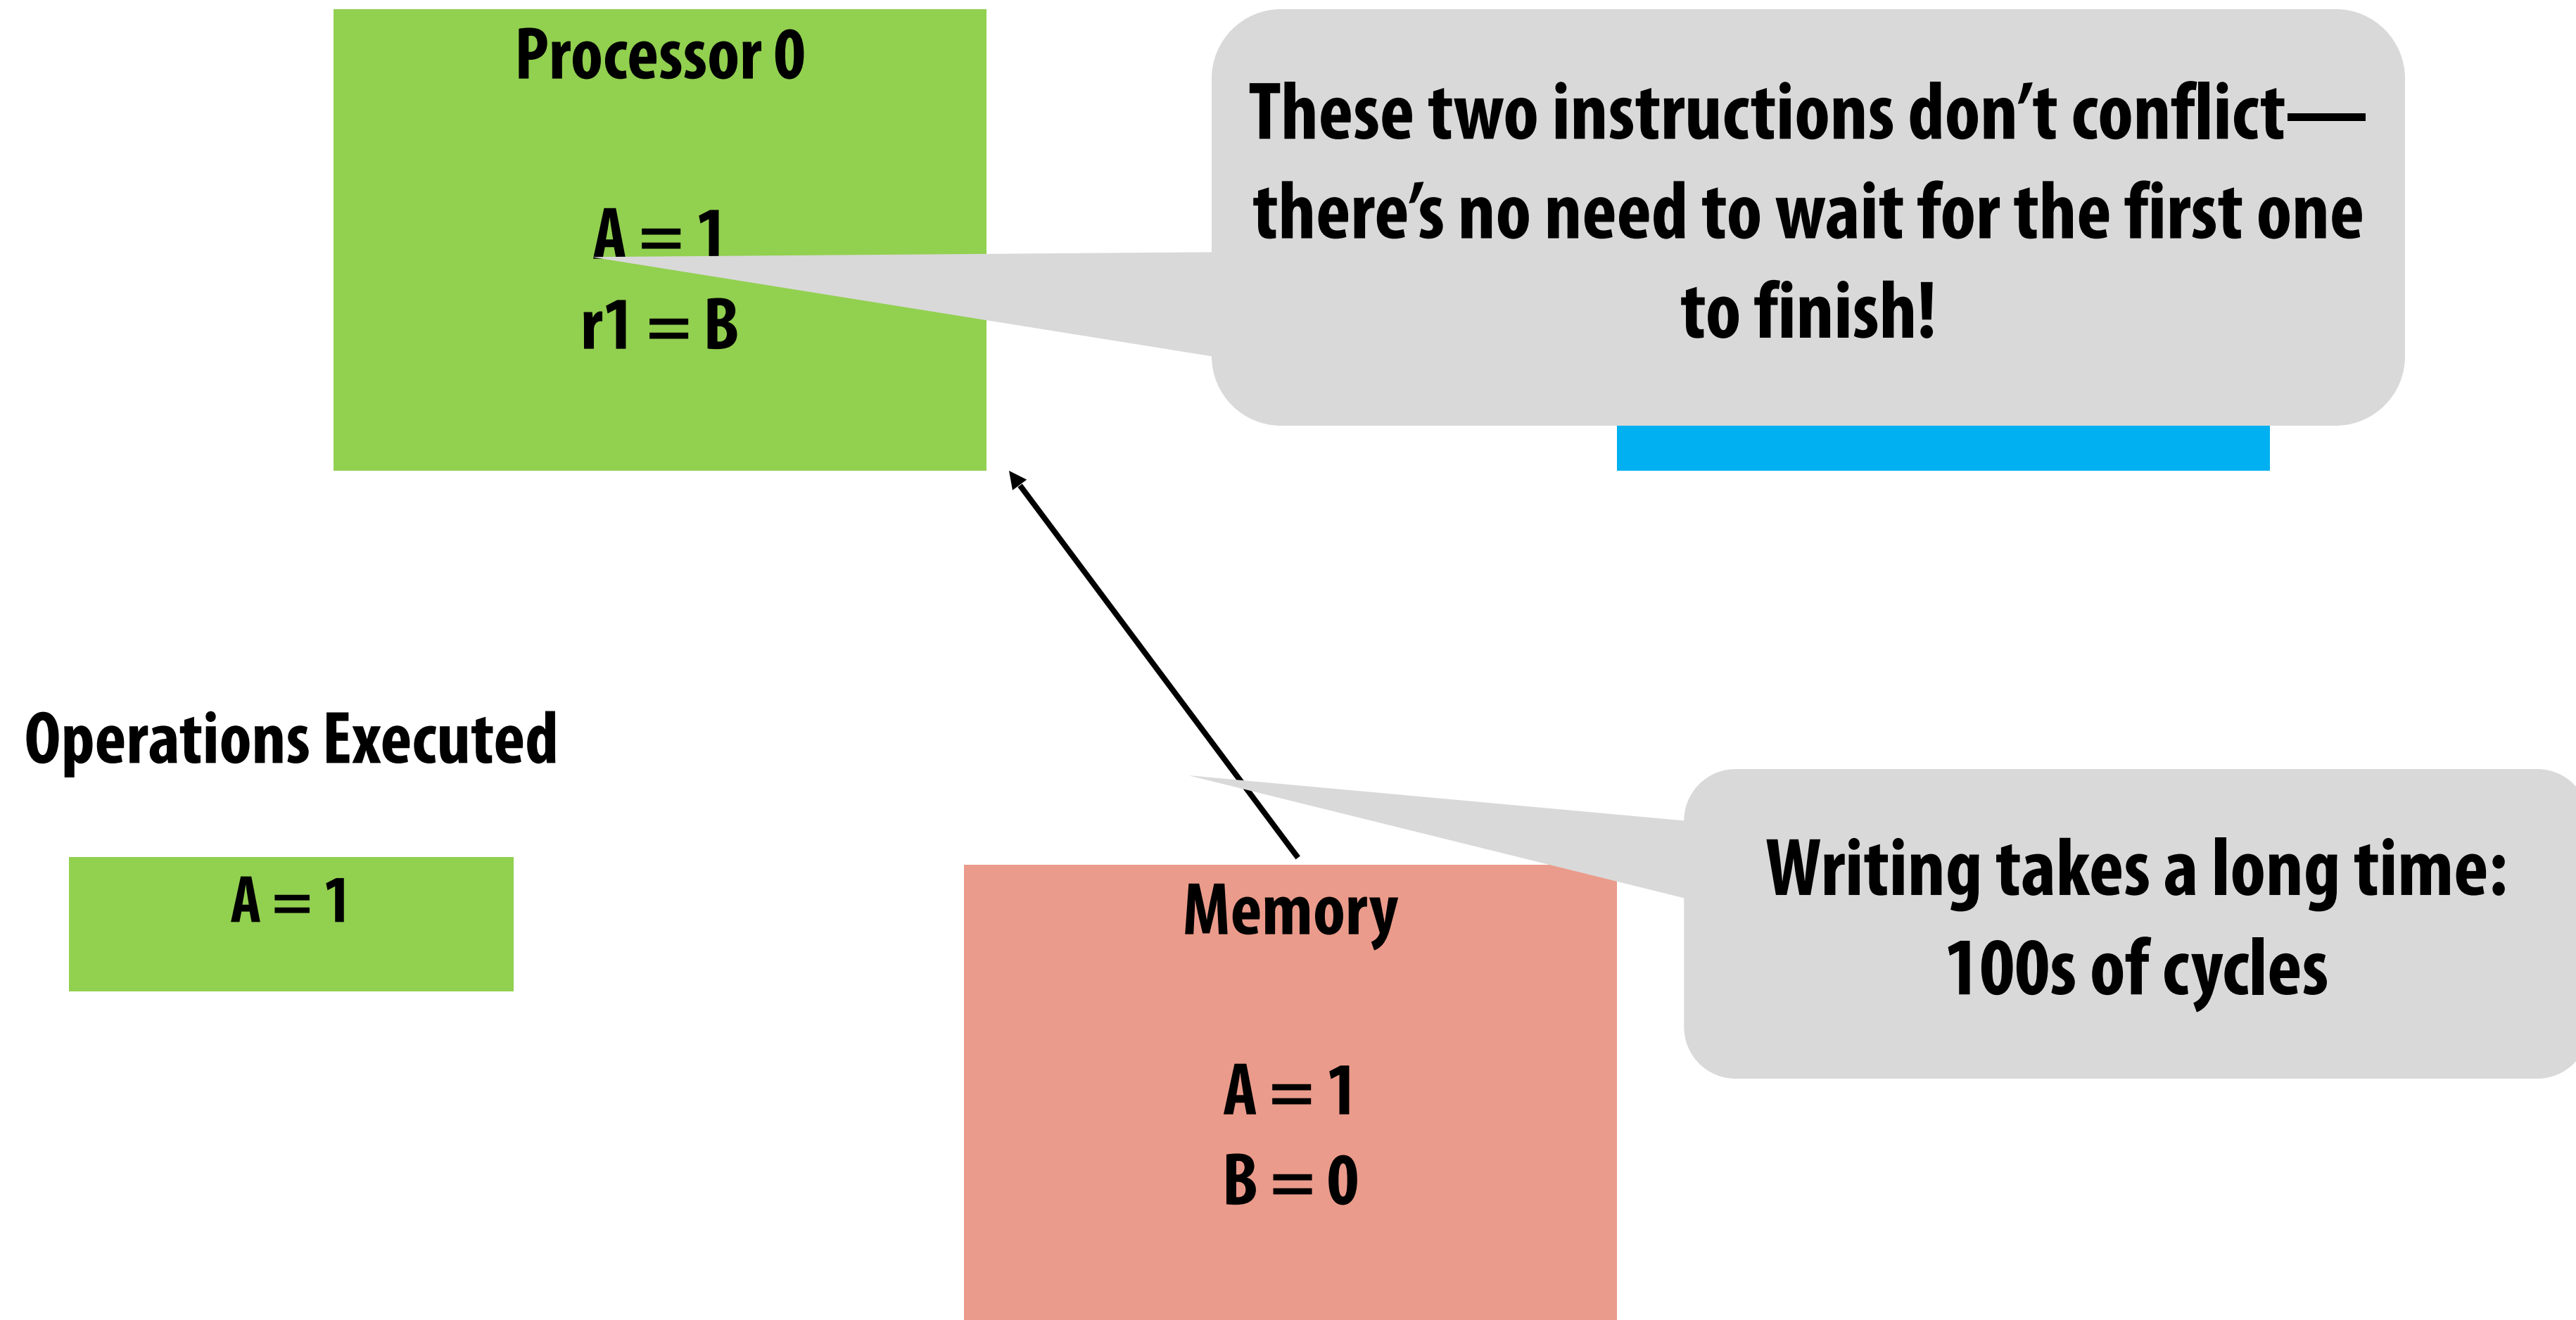 Processor 0
A = 1
r1 = B
These two instructions don’t conflict—
there’s no need to wait for the first one
to finish!
Operations Executed
A = 1
Memory
A = 1
B = 0
Writing takes a long time:
100s of cycles